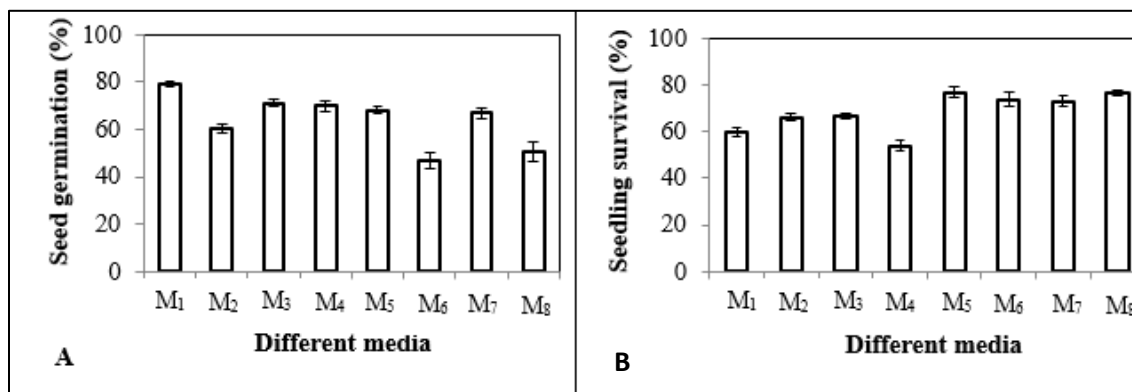 Seed germination (%)
100
80
60
40
20
0
M₁ M₂ M₃ M₄ M₅ M₆ M₇ M₈
Different media
A
Seedling survival (%)
100
80
60
40
20
0
M₁ M₂ M₃ M₄ M₅ M₆ M₇ M₈
Different media
B